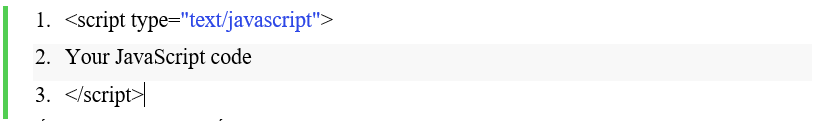 1. <script type="text/javascript">
2. Your JavaScript code
3. </script>